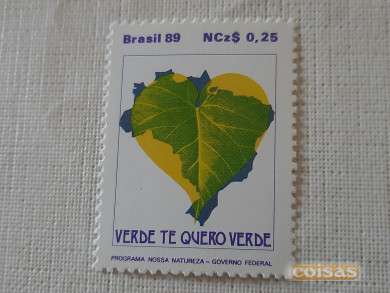 Brasil 89 NCz$ 0,25
VERDE TE QUERO VERDE
PROGRAMA NOSSA NATUREZA – GOVERNO FEDERAL
coisas